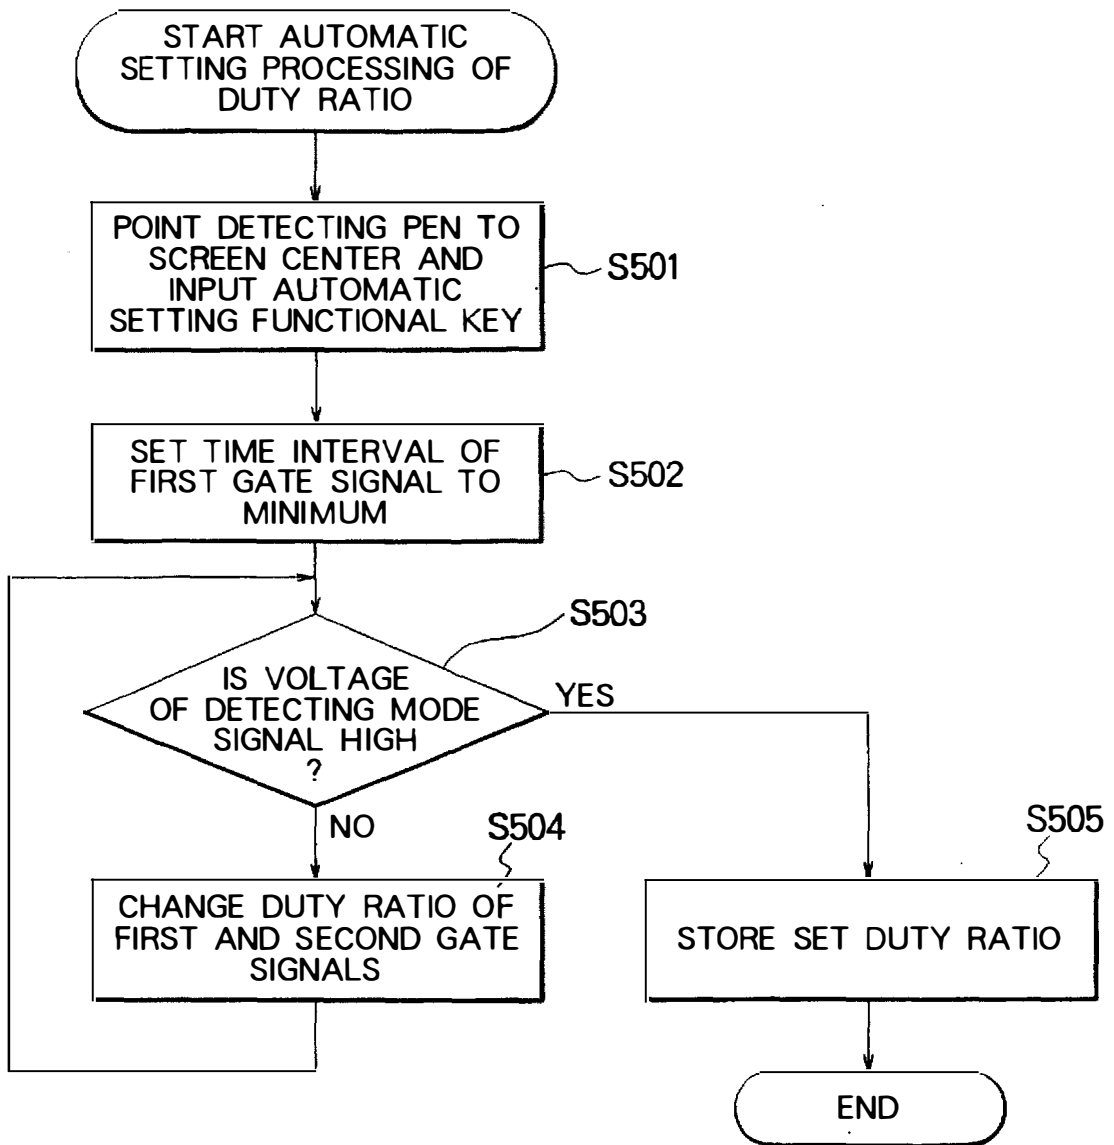 START AUTOMATIC
SETTING PROCESSING OF
DUTY RATIO
POINT DETECTING PEN TO
SCREEN CENTER AND
INPUT AUTOMATIC
SETTING FUNCTIONAL KEY
S501
SET TIME INTERVAL OF
FIRST GATE SIGNAL TO
MINIMUM
S502
S503
IS VOLTAGE
OF DETECTING MODE
SIGNAL HIGH
?
YES
NO
S504
CHANGE DUTY RATIO OF
FIRST AND SECOND GATE
SIGNALS
S505
STORE SET DUTY RATIO
END